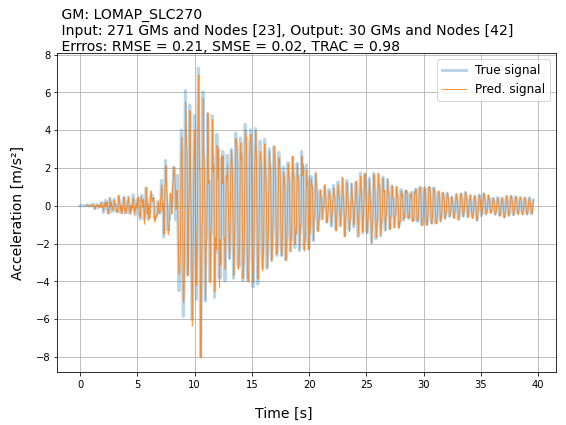 GM: LOMAP_SLC270
Input: 271 GMs and Nodes [23], Output: 30 GMs and Nodes [42]
Errros: RMSE = 0.21, SMSE = 0.02, TRAC = 0.98
True signal
Pred. signal
8
6
4
2
0
−2
−4
−6
−8
Acceleration [m/s²]
0 5 10 15 20 25 30 35 40
Time [s]